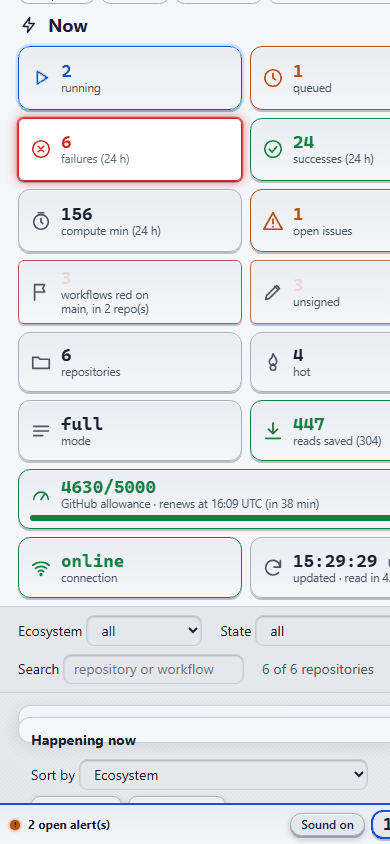 Now
2
running
1
queued
6
failures (24 h)
24
successes (24 h)
156
compute min (24 h)
1
open issues
3
workflows red on
main, in 2 repo(s)
3
unsigned
6
repositories
4
hot
full
mode
447
reads saved (304)
4630/5000
GitHub allowance · renews at 16:09 UTC (in 38 min)
online
connection
15:29:29
updated · read in 4.
Ecosystem all State all
Search repository or workflow 6 of 6 repositories
Happening now
Sort by Ecosystem
2 open alert(s) Sound on 1